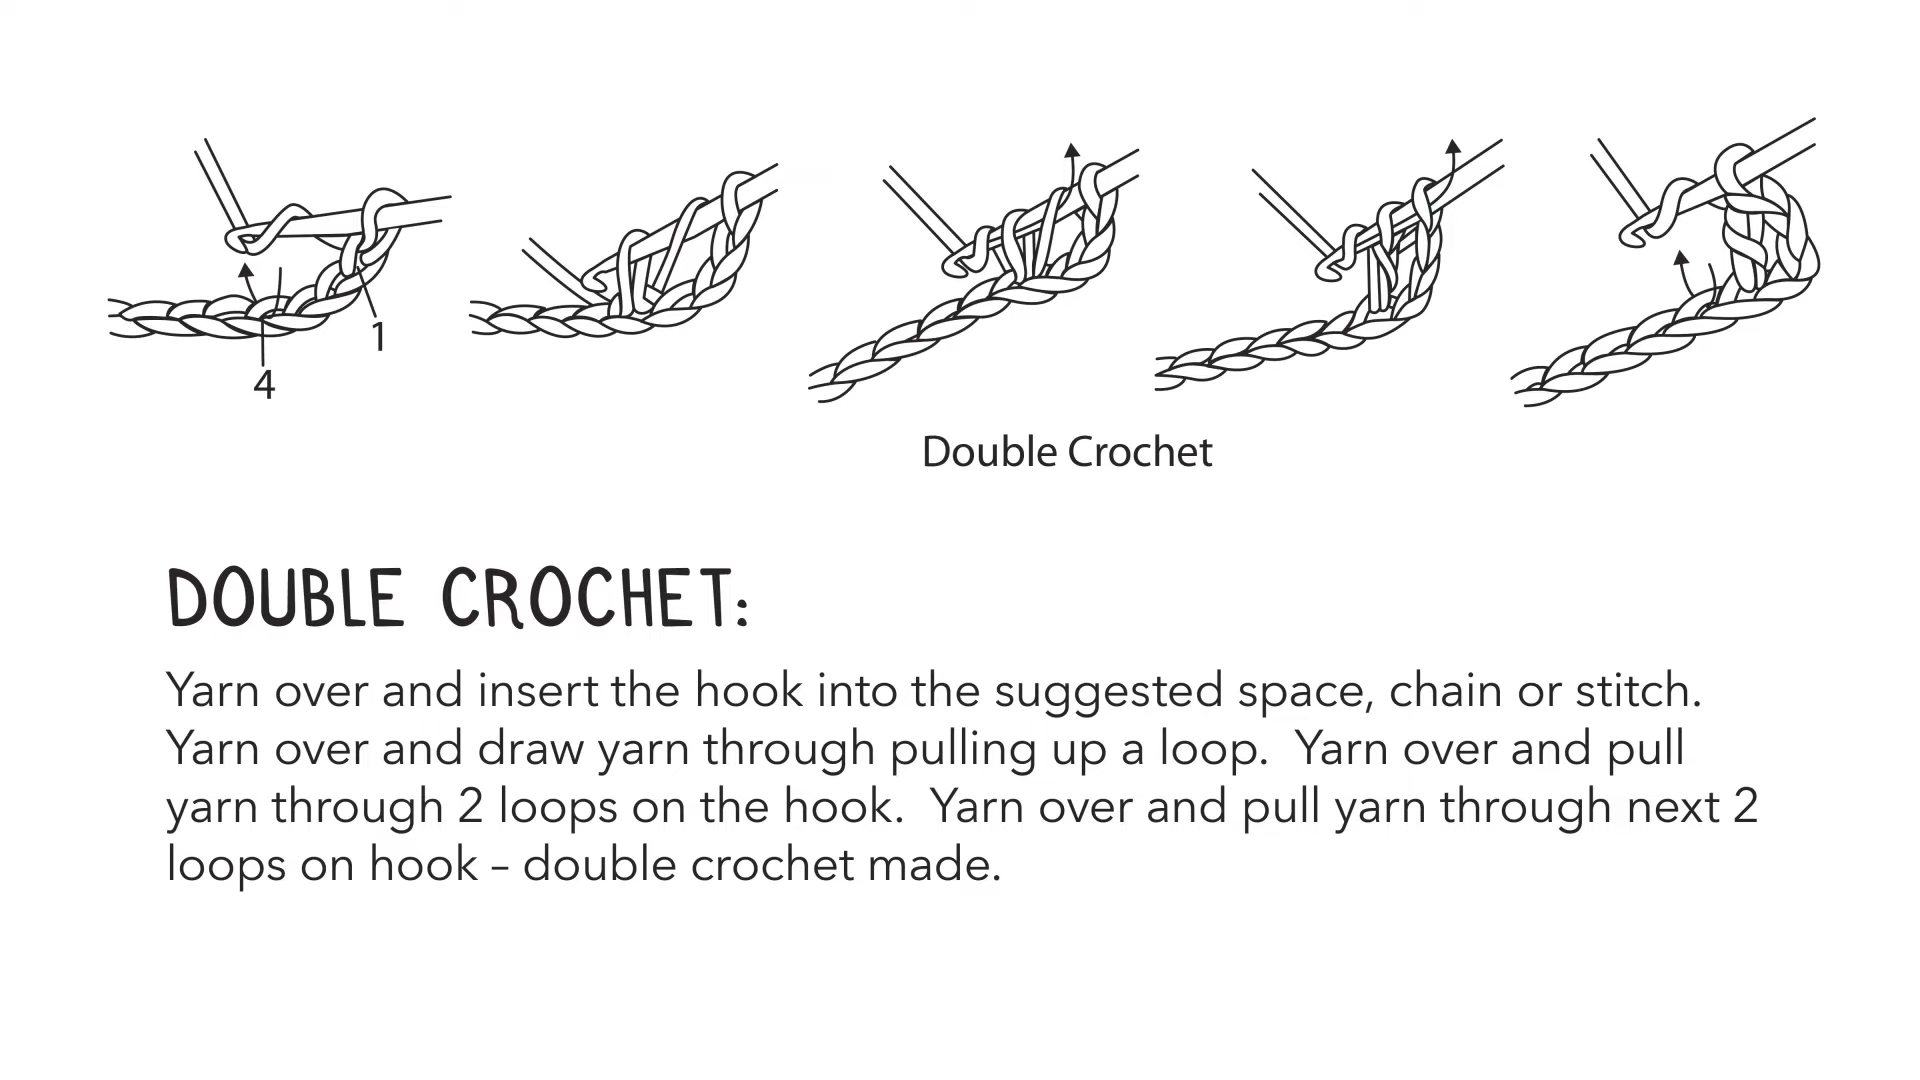 1
4
Double Crochet
DOUBLE CROCHET:
Yarn over and insert the hook into the suggested space, chain or stitch.
Yarn over and draw yarn through pulling up a loop.  Yarn over and pull
yarn through 2 loops on the hook.  Yarn over and pull yarn through next 2
loops on hook – double crochet made.